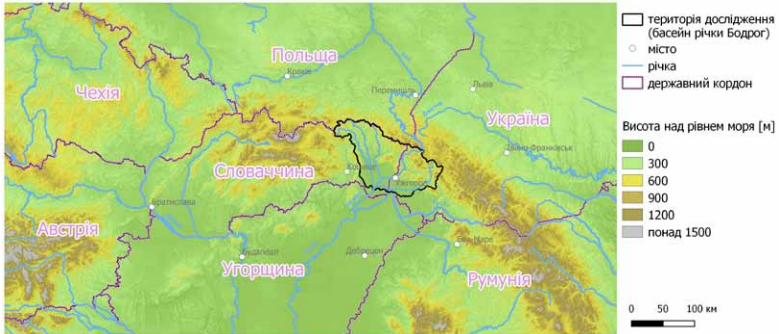 Польща
Краків
Чехія
Львів
Перемишль
Україна
Івано-Франківськ
Словаччина
Кошиці
Ужгород
Братислава
Австрія
Будапешт
Дебрецен
Угорщина
Румунія
територія дослідження
(басейн річки Бодрог)
місто
річка
державний кордон
Висота над рівнем моря [м]
0
300
600
900
1200
понад 1500
0 50 100 км